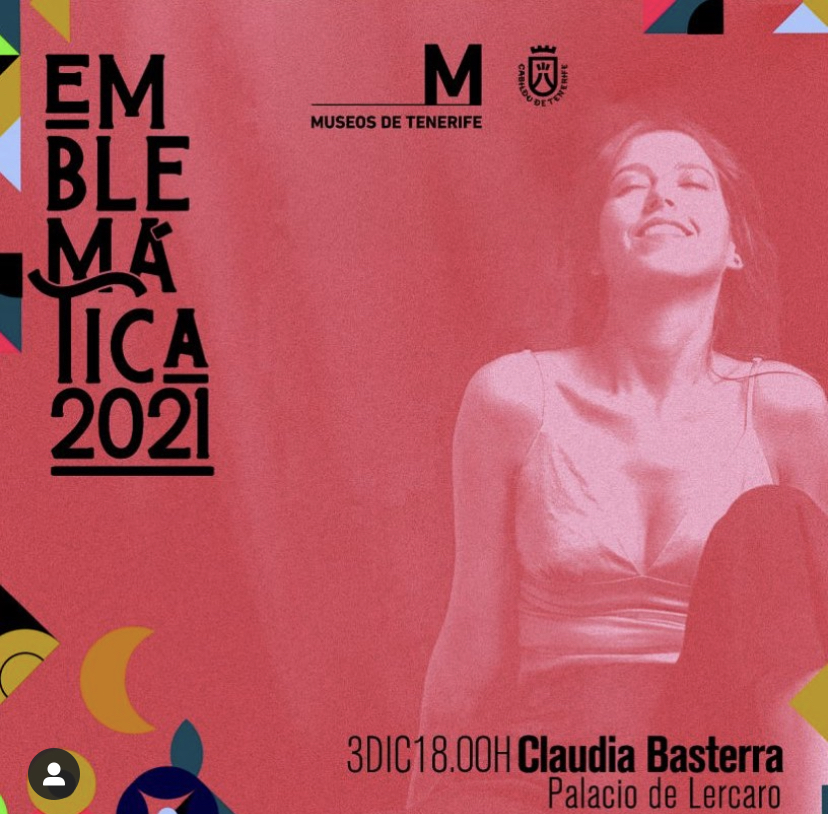 EM
BLE
MÁ
TICA
2021
M
MUSEOS DE TENERIFE
CABILDO DE TENERIFE
3DIC18.00H Claudia Basterra
Palacio de Lercaro